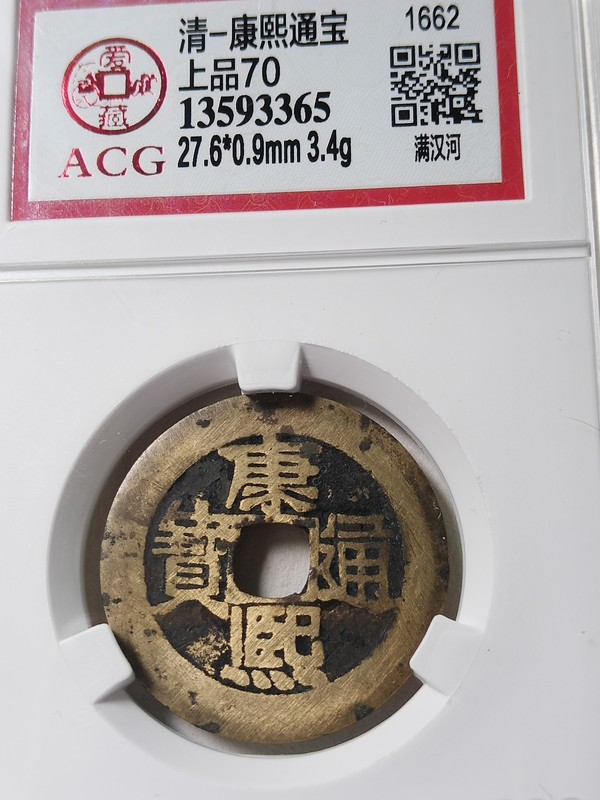 爱藏
ACG
清-康熙通宝
上品70
13593365
27.6*0.9mm 3.4g
1662
满汉河
康熙通寶